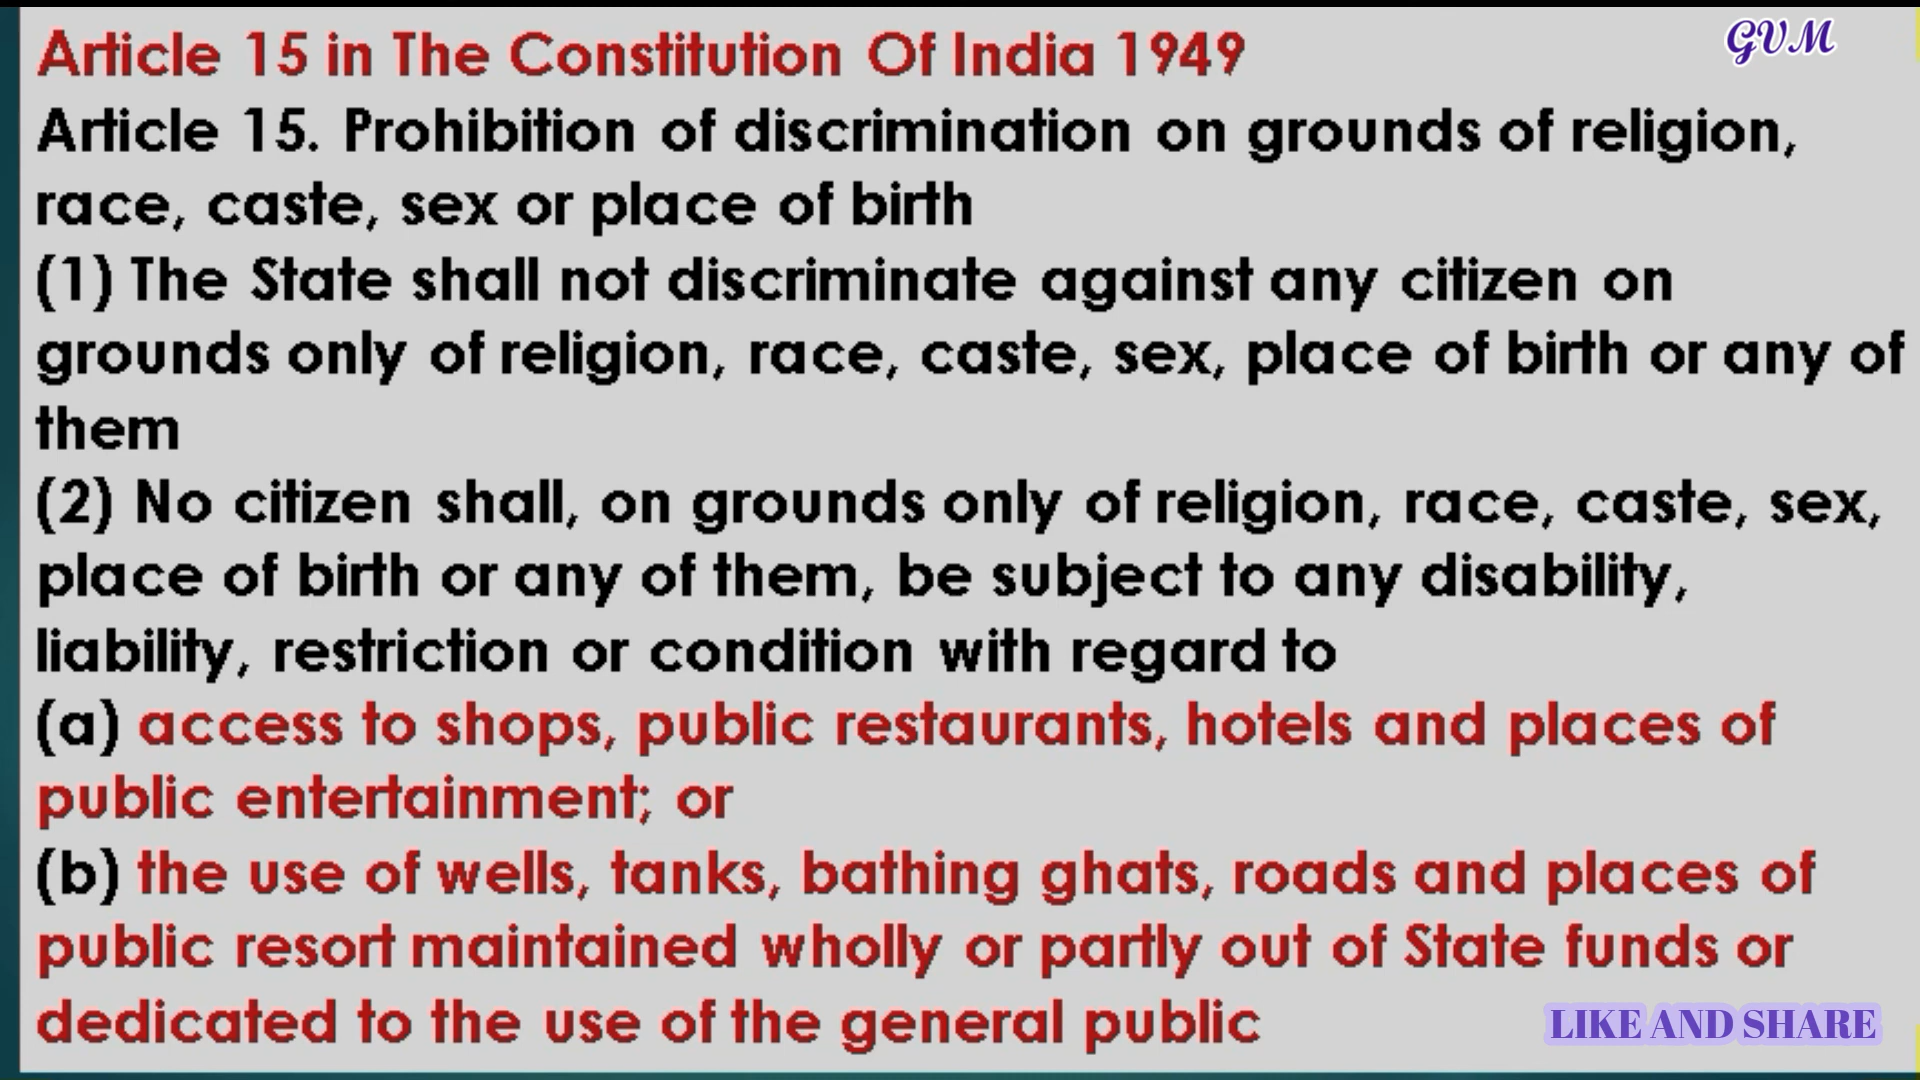 Article 15 in The Constitution Of India 1949
GVM
Article 15. Prohibition of discrimination on grounds of religion,
race, caste, sex or place of birth
(1) The State shall not discriminate against any citizen on
grounds only of religion, race, caste, sex, place of birth or any of
them
(2) No citizen shall, on grounds only of religion, race, caste, sex,
place of birth or any of them, be subject to any disability,
liability, restriction or condition with regard to
(a) access to shops, public restaurants, hotels and places of
public entertainment; or
(b) the use of wells, tanks, bathing ghats, roads and places of
public resort maintained wholly or partly out of State funds or
dedicated to the use of the general public
LIKE AND SHARE